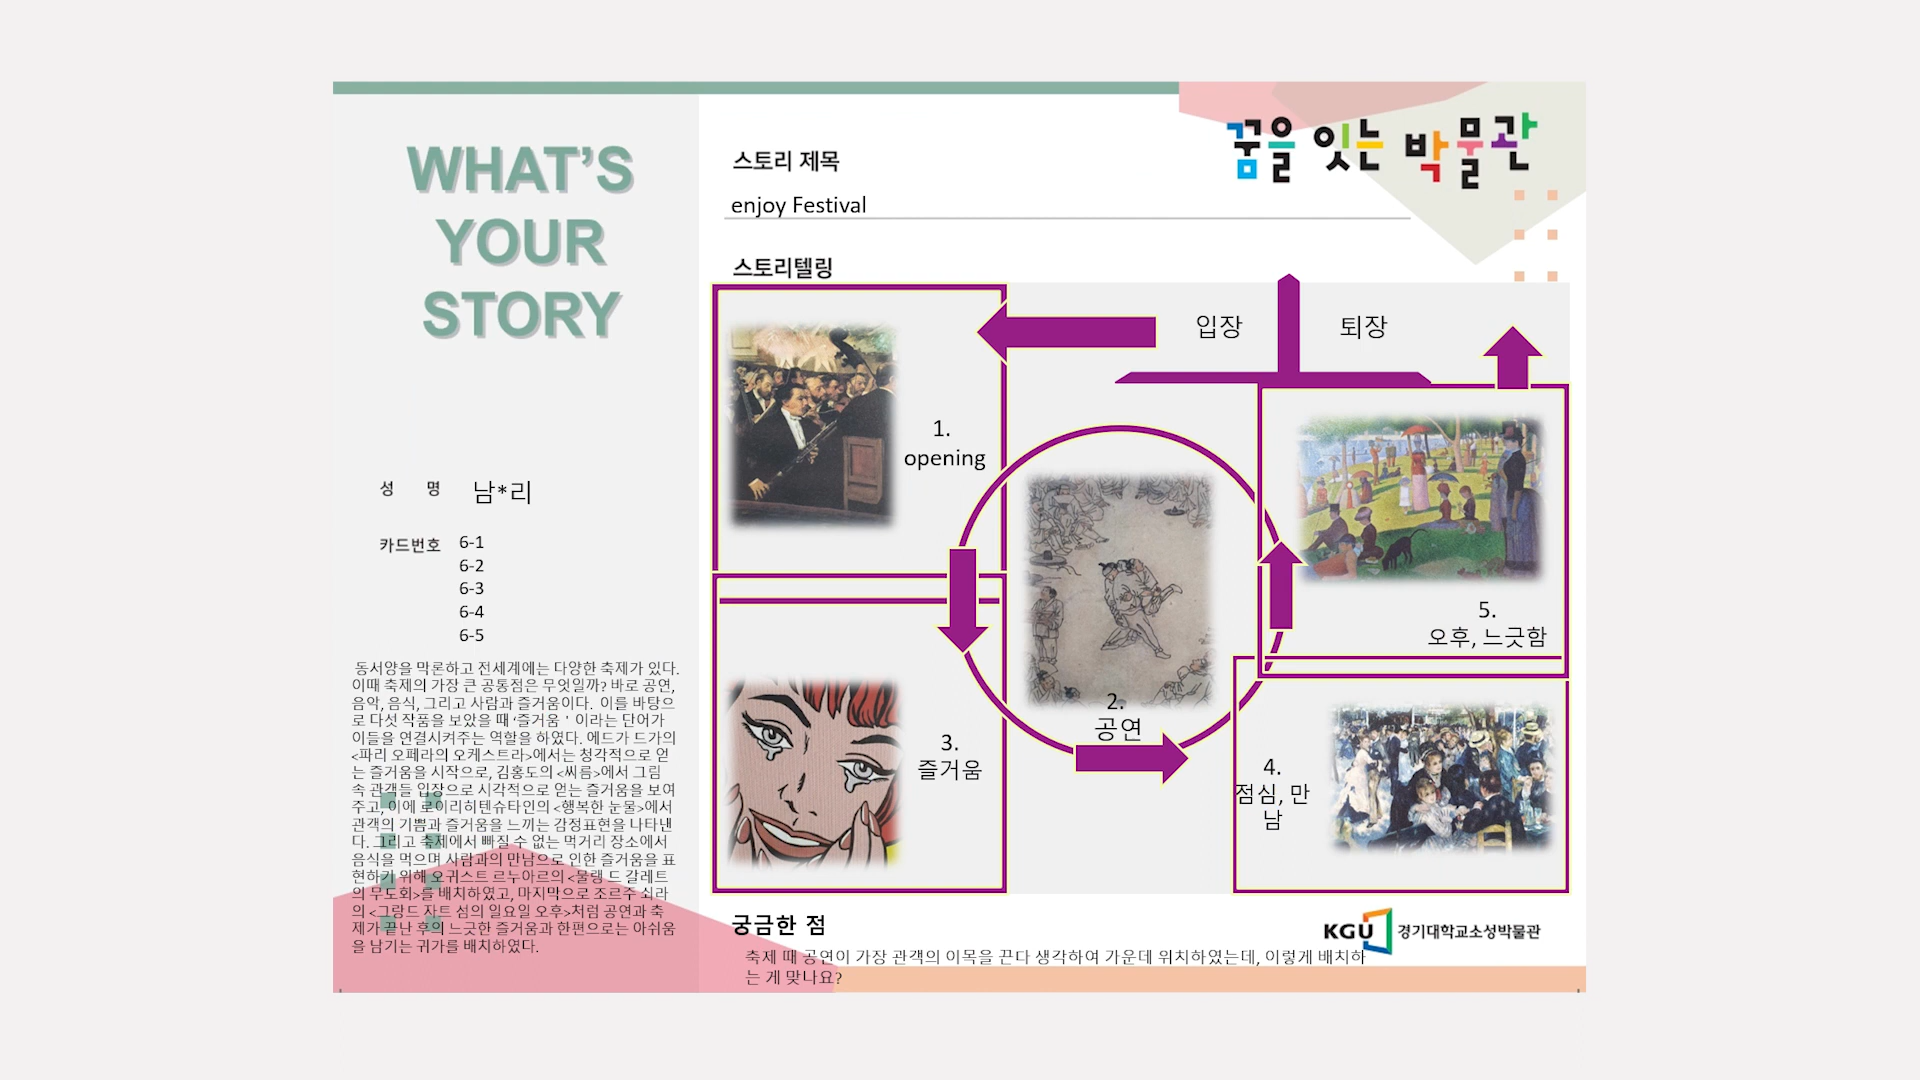 WHAT'S
YOUR
STORY
성 명 남*리
카드번호 6-1
6-2
6-3
6-4
6-5
동서양을 막론하고 전세계에는 다양한 축제가 있다.
이때 축제의 가장 큰 공통점은 무엇일까? 바로 공연,
음악, 음식, 그리고 사람과 즐거움이다. 이를 바탕으
로 다섯 작품을 보았을 때 ‘즐거움 ' 이라는 단어가
이들을 연결시켜주는 역할을 하였다. 에드가 드가의
<파리 오페라의 오케스트라>에서는 청각적으로 얻
는 즐거움을 시작으로, 김홍도의 <씨름>에서 그림
속 관객들 입장으로 시각적으로 얻는 즐거움을 보여
주고, 이에 로이리히텐슈타인의 <행복한 눈물>에서
관객의 기쁨과 즐거움을 느끼는 감정표현을 나타낸
다. 그리고 축제에서 빠질 수 없는 먹거리 장소에서
음식을 먹으며 사람과의 만남으로 인한 즐거움을 표
현하기 위해 오귀스트 르누아르의 <물랭 드 갈레트
의 무도회>를 배치하였고, 마지막으로 조르주 쇠라
의 <그랑드 자트 섬의 일요일 오후>처럼 공연과 축
제가 끝난 후의 느긋한 즐거움과 한편으로는 아쉬움
을 남기는 귀가를 배치하였다.
꿈을 잇는 박물관
스토리 제목
enjoy Festival
스토리텔링
입장
퇴장
1.
opening
2.
공연
3.
즐거움
4.
점심, 만
남
5.
오후, 느긋함
궁금한 점
축제 때 공연이 가장 관객의 이목을 끈다 생각하여 가운데 위치하였는데, 이렇게 배치하
는 게 맞나요?
KGU 경기대학교소성박물관